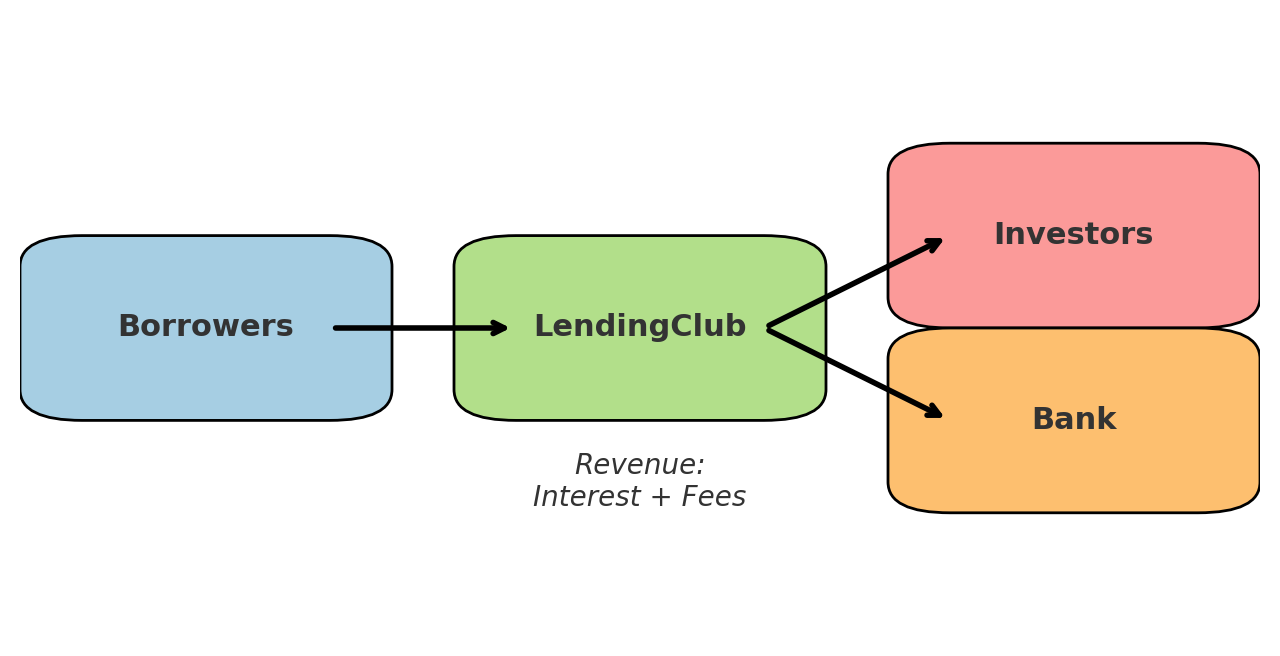 Borrowers
LendingClub
Investors
Bank
Revenue:
Interest + Fees